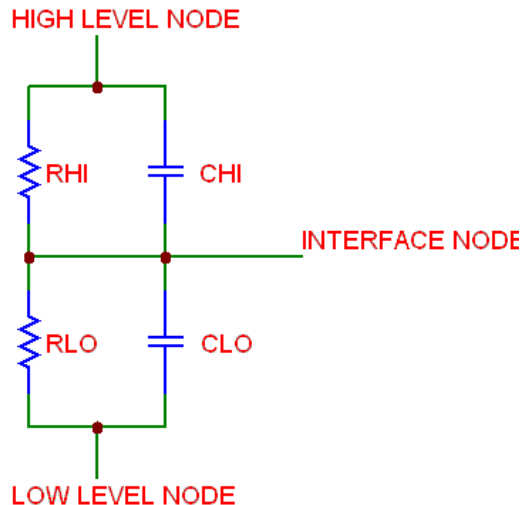 HIGH LEVEL NODE
RHI
CHI
INTERFACE NODE
RLO
CLO
LOW LEVEL NODE